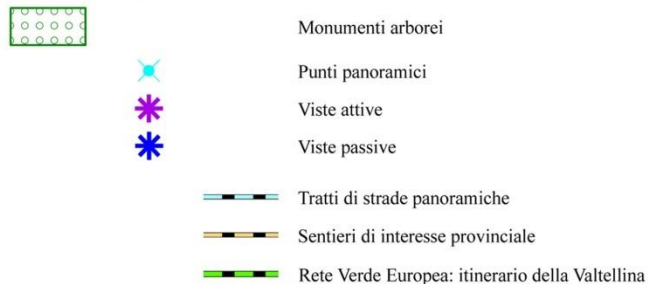 Monumenti arborei
Punti panoramici
Viste attive
Viste passive
Tratti di strade panoramiche
Sentieri di interesse provinciale
Rete Verde Europea: itinerario della Valtellina